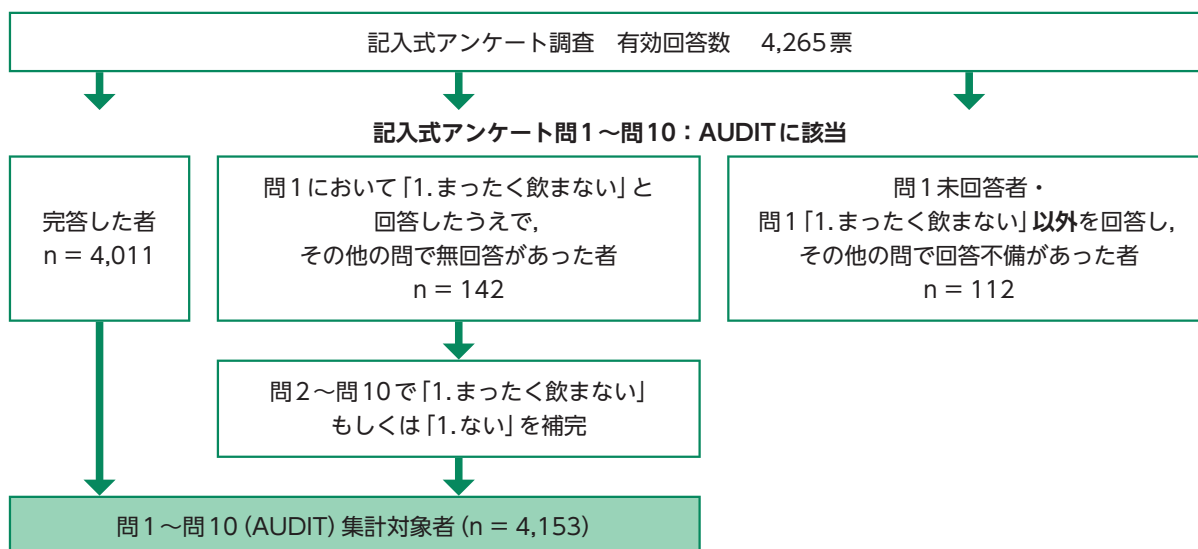 記入式アンケート調査　有効回答数　4,265票
記入式アンケート問1～問10：AUDITに該当
完答した者
n = 4,011
問1において「1.まったく飲まない」と
回答したうえで，
その他の問で無回答があった者
n = 142
問1未回答者・
問1「1.まったく飲まない」以外を回答し，
その他の問で回答不備があった者
n = 112
問2～問10で「1.まったく飲まない」
もしくは「1.ない」を補完
問1～問10（AUDIT）集計対象者（n = 4,153）